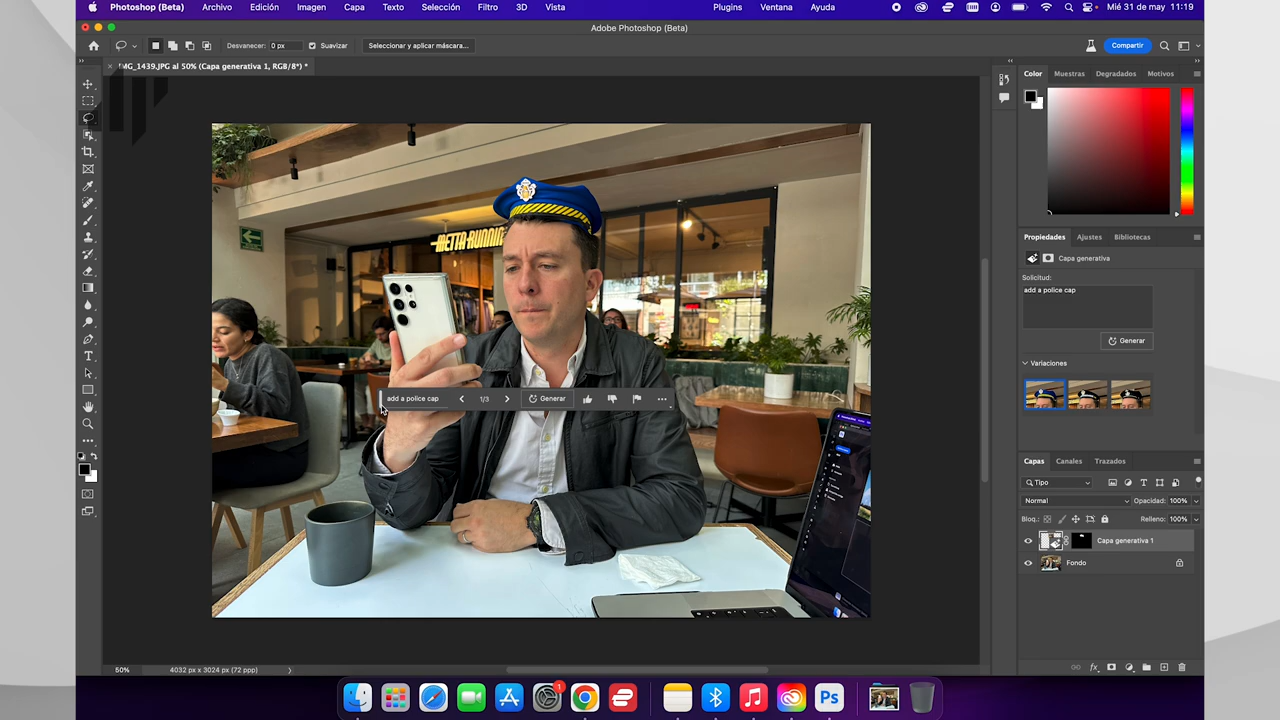 Photoshop (Beta) Archivo Edición Imagen Capa Texto Selección Filtro 3D Vista Plugins Ventana Ayuda Mié 31 de may 11:19
Adobe Photoshop (Beta)
Desvanecer: 0 px Suavizar Seleccionar y aplicar máscara... Compartir
IMG_1439.JPG al 50% (Capa generativa 1, RGB/8*) *
Color Muestras Degradados Motivos
METTA RUNNING
Propiedades Ajustes Bibliotecas
Capa generativa
Solicitud:
add a police cap
Generar
Variaciones
add a police cap 1/3 Generar
Capas Canales Trazados
Tipo
Normal Opacidad: 100%
Bloq.: Relleno: 100%
Capa generativa 1
Fondo
50% 4032 px x 3024 px (72 ppp)
1
Ps